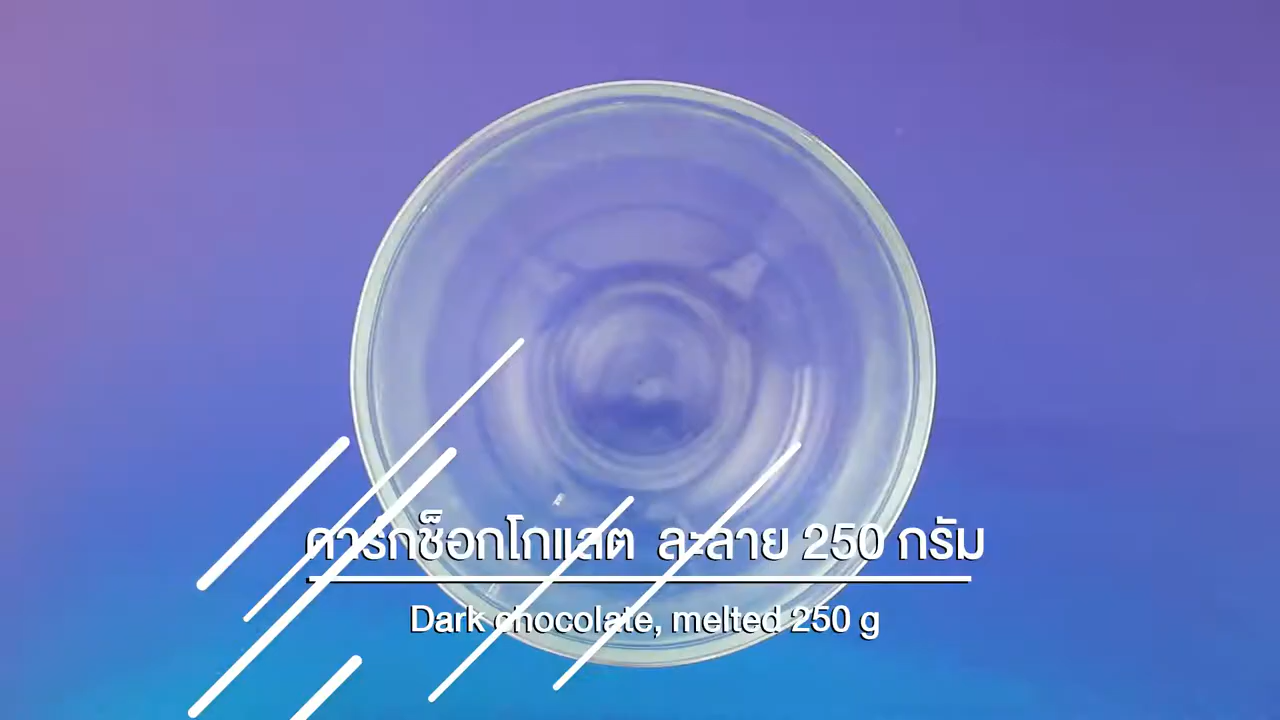 ดาร์กช็อกโกแลต ละลาย 250 กรัม
Dark chocolate, melted 250 g